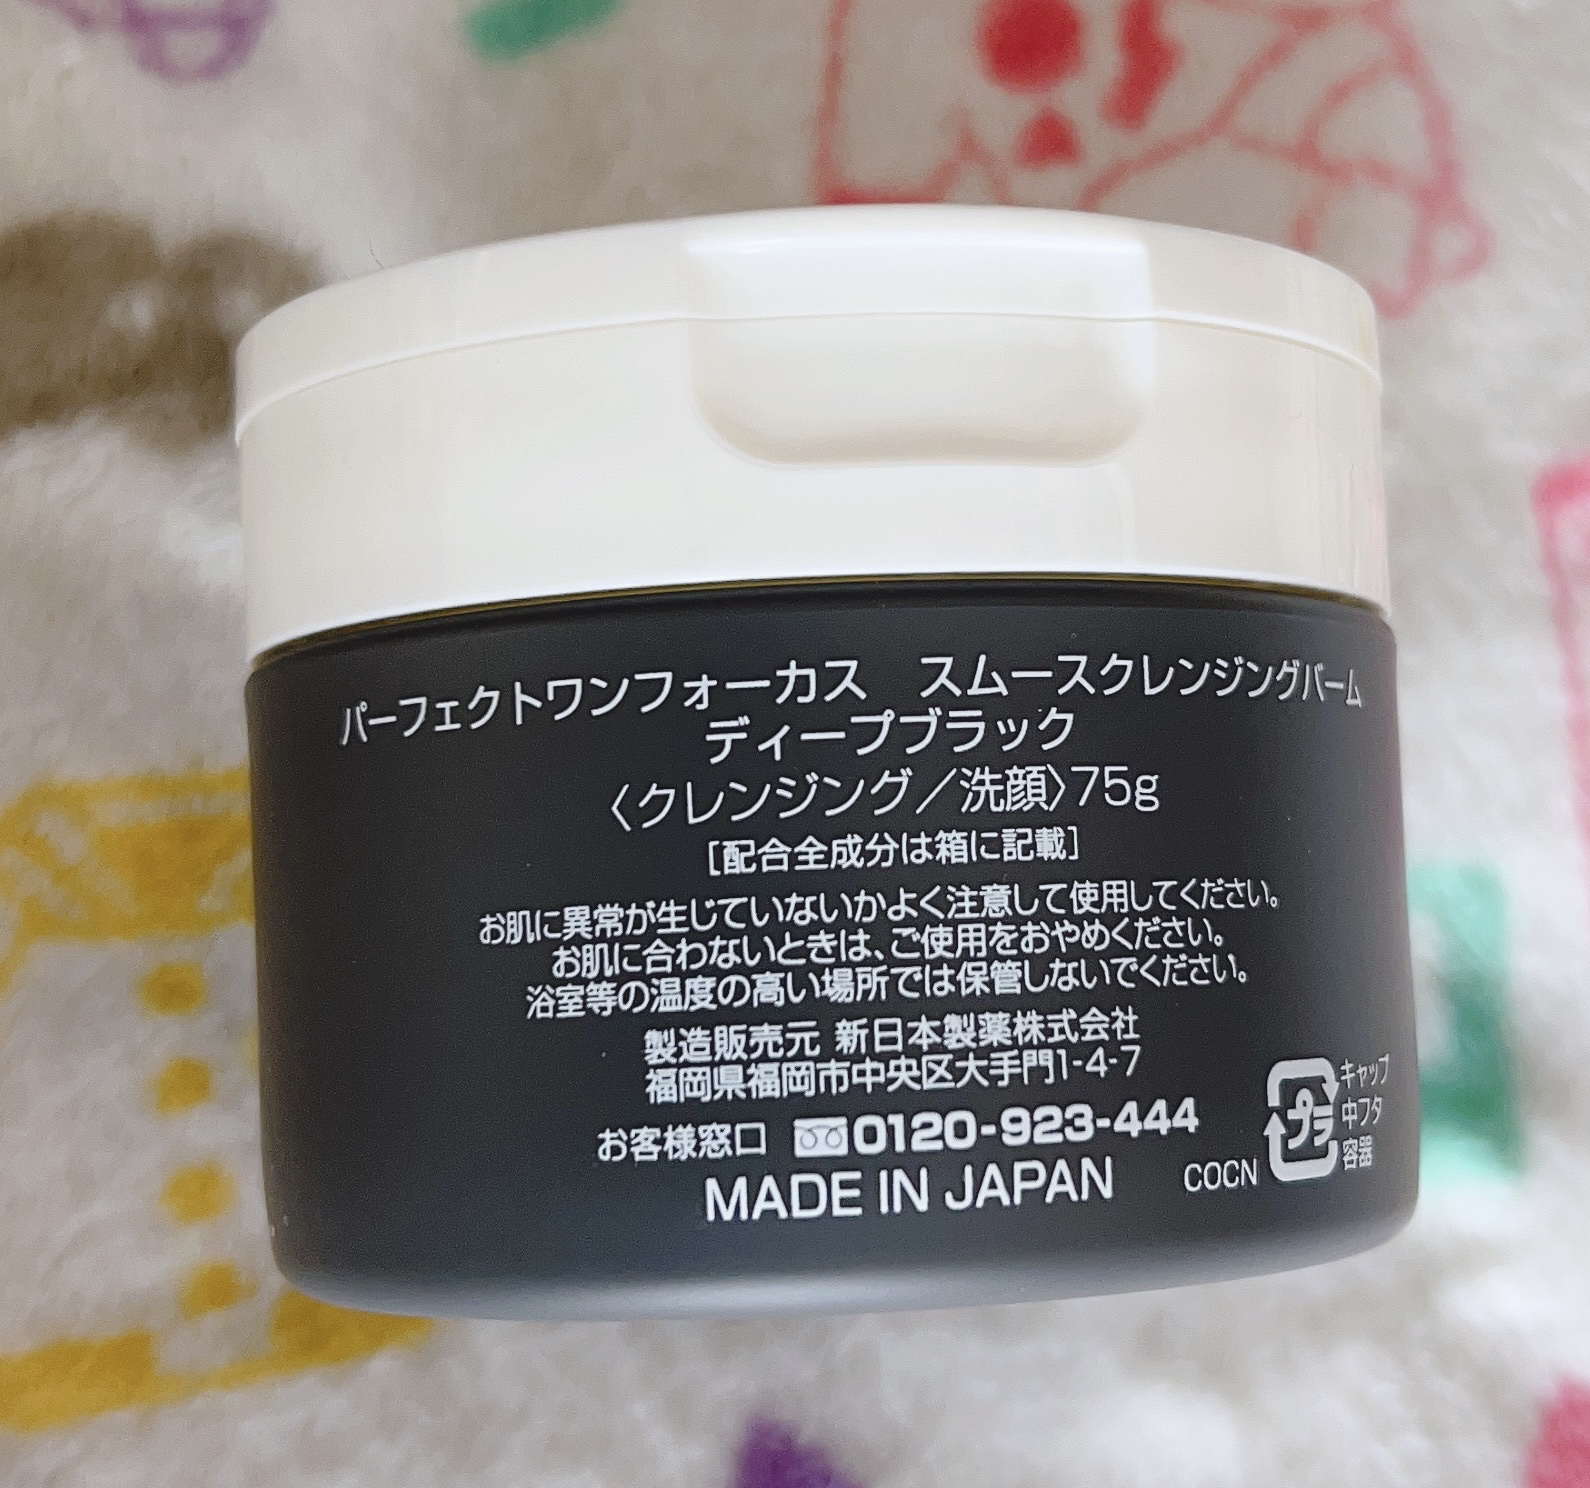 パーフェクトワンフォーカス　スムースクレンジングバーム
ディープブラック
〈クレンジング／洗顔〉75g
［配合全成分は箱に記載］
お肌に異常が生じていないかよく注意して使用してください。
お肌に合わないときは、ご使用をおやめください。
浴室等の温度の高い場所では保管しないでください。
製造販売元 新日本製薬株式会社
福岡県福岡市中央区大手門1-4-7
お客様窓口 0120-923-444
MADE IN JAPAN
COCN
プラ
キャップ
中フタ
容器